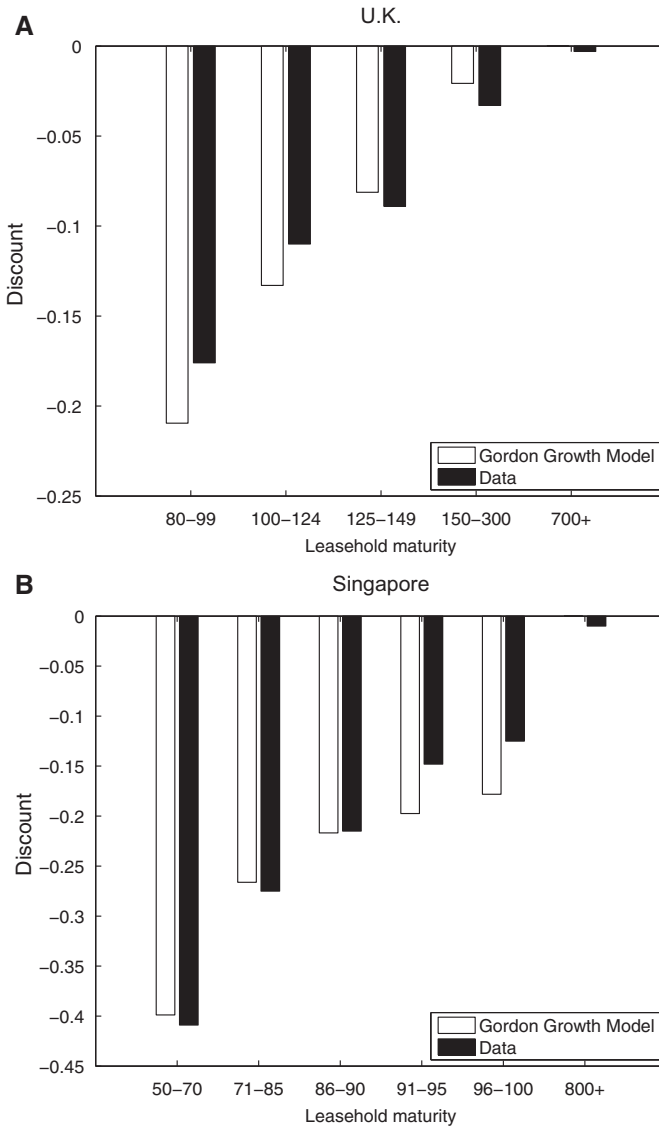 A
U.K.
0
−0.05
−0.1
−0.15
−0.2
−0.25
Discount
Gordon Growth Model
Data
80−99 100−124 125−149 150−300 700+
Leasehold maturity
B
Singapore
0
−0.05
−0.1
−0.15
−0.2
−0.25
−0.3
−0.35
−0.4
−0.45
Discount
Gordon Growth Model
Data
50−70 71−85 86−90 91−95 96−100 800+
Leasehold maturity